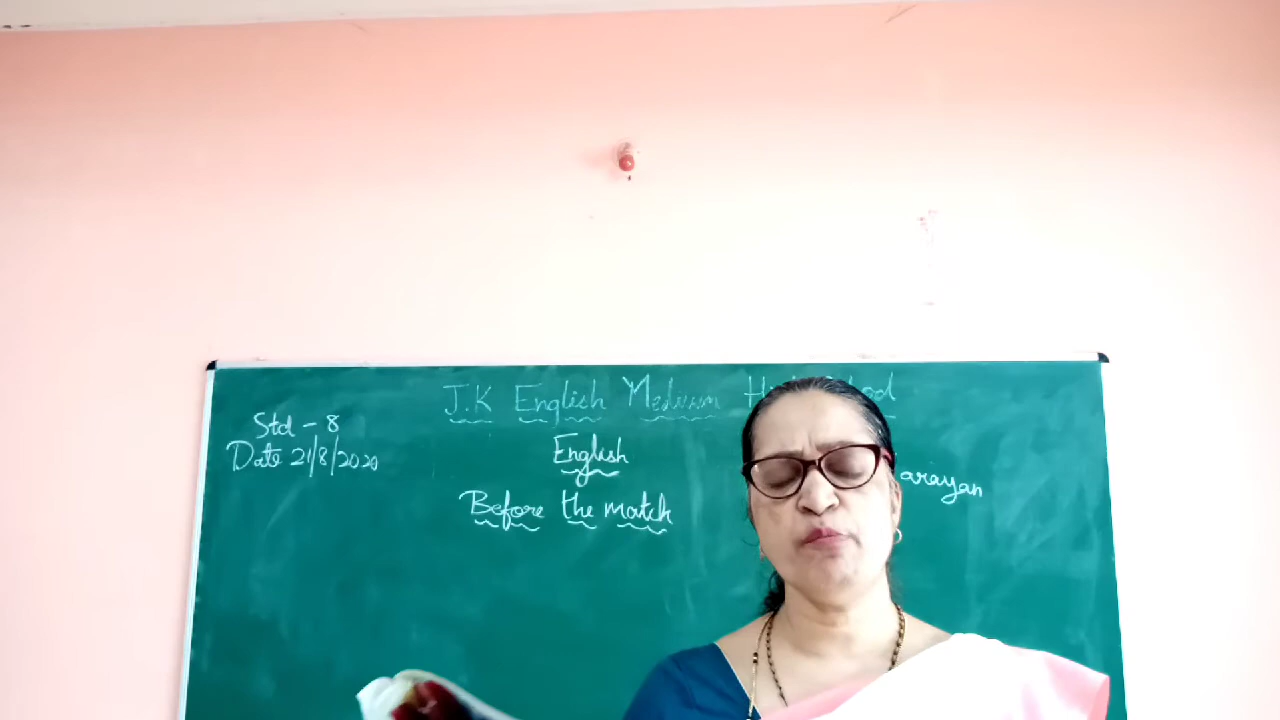 J.K English Medium
Std - 8
Date 21/8/2020
English
arayan
Before the match